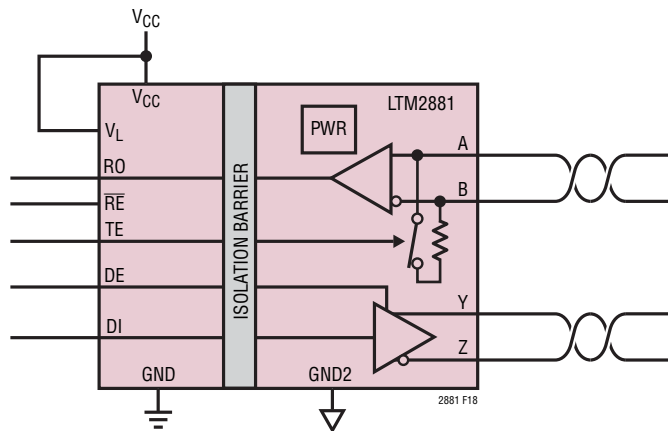 VCC
VCC
LTM2881
PWR
VL
A
RO
B
RE
TE
ISOLATION BARRIER
DE
Y
DI
Z
GND
GND2
2881 F18